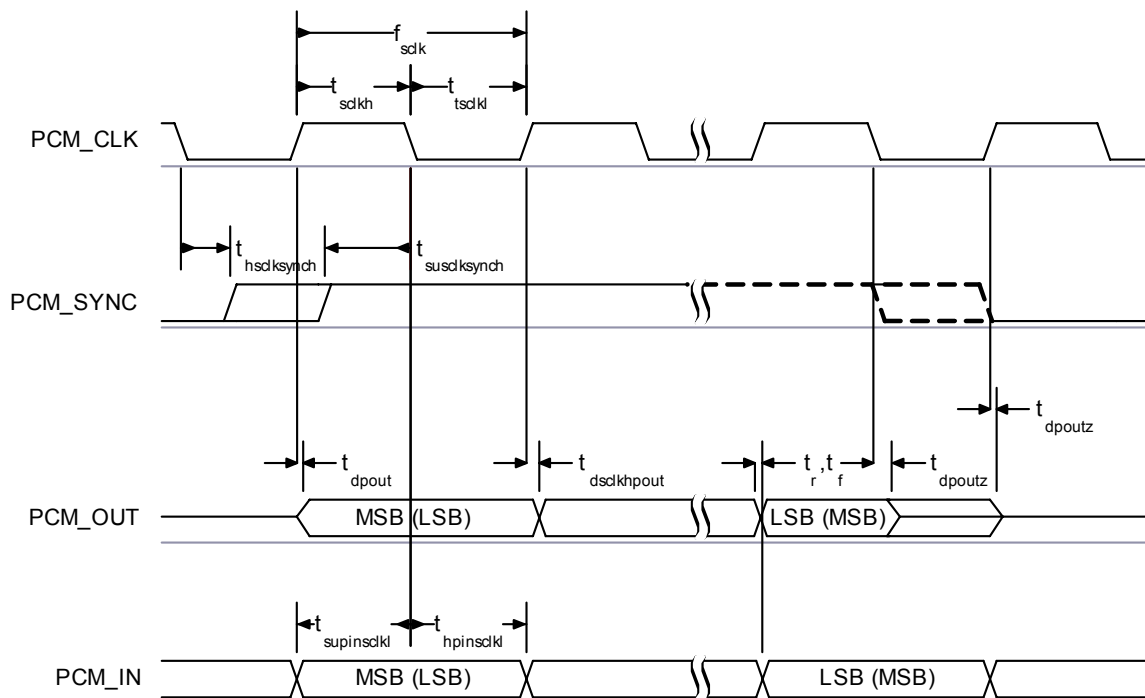 f sclk
t sclkh
tsclkl
PCM_CLK
t hsclksynch
t susclksynch
PCM_SYNC
t dpoutz
t dpout
t dsclkhpout
t r ,t f
t dpoutz
PCM_OUT
MSB (LSB)
LSB (MSB)
t supinsclkl
t hpinsclkl
PCM_IN
MSB (LSB)
LSB (MSB)